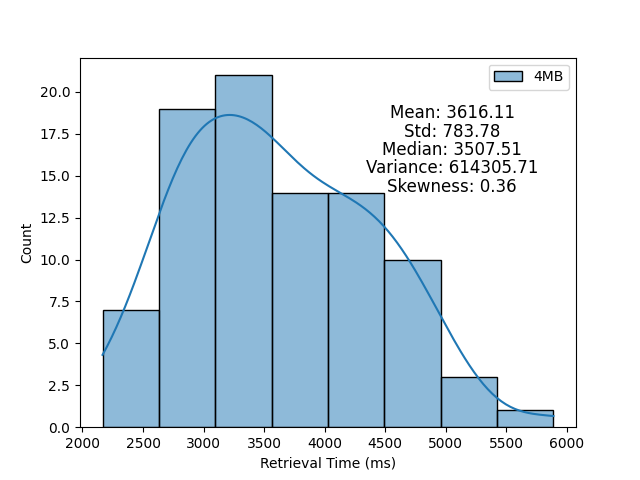 4MB
Mean: 3616.11
Std: 783.78
Median: 3507.51
Variance: 614305.71
Skewness: 0.36
20.0
17.5
15.0
12.5
10.0
7.5
5.0
2.5
0.0
Count
2000 2500 3000 3500 4000 4500 5000 5500 6000
Retrieval Time (ms)